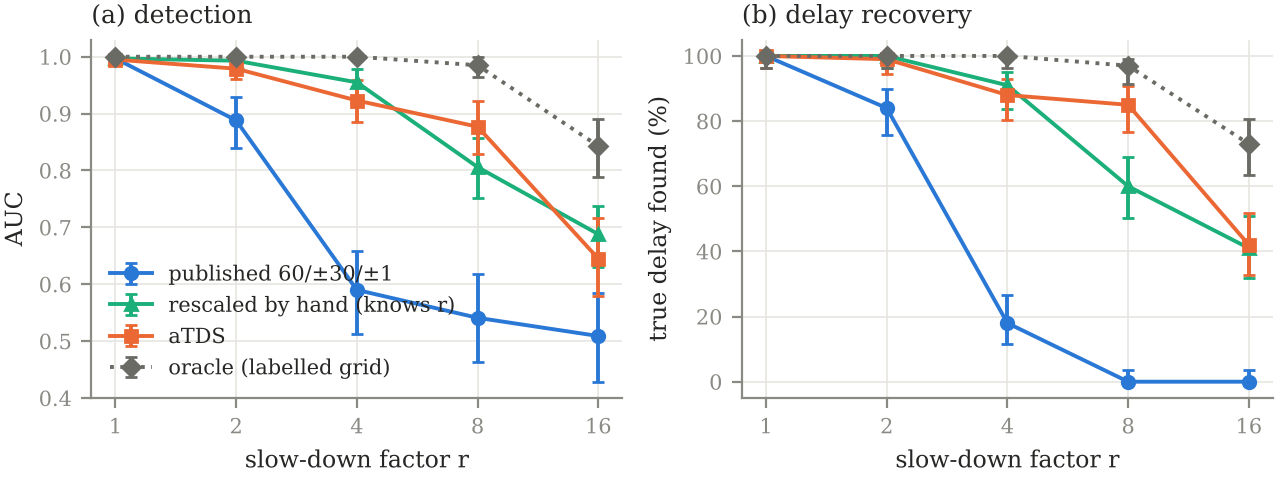 (a) detection
AUC
1.0
0.9
0.8
0.7
0.6
0.5
0.4
published 60/±30/±1
rescaled by hand (knows r)
aTDS
oracle (labelled grid)
1 2 4 8 16
slow-down factor r
(b) delay recovery
true delay found (%)
100
80
60
40
20
0
1 2 4 8 16
slow-down factor r